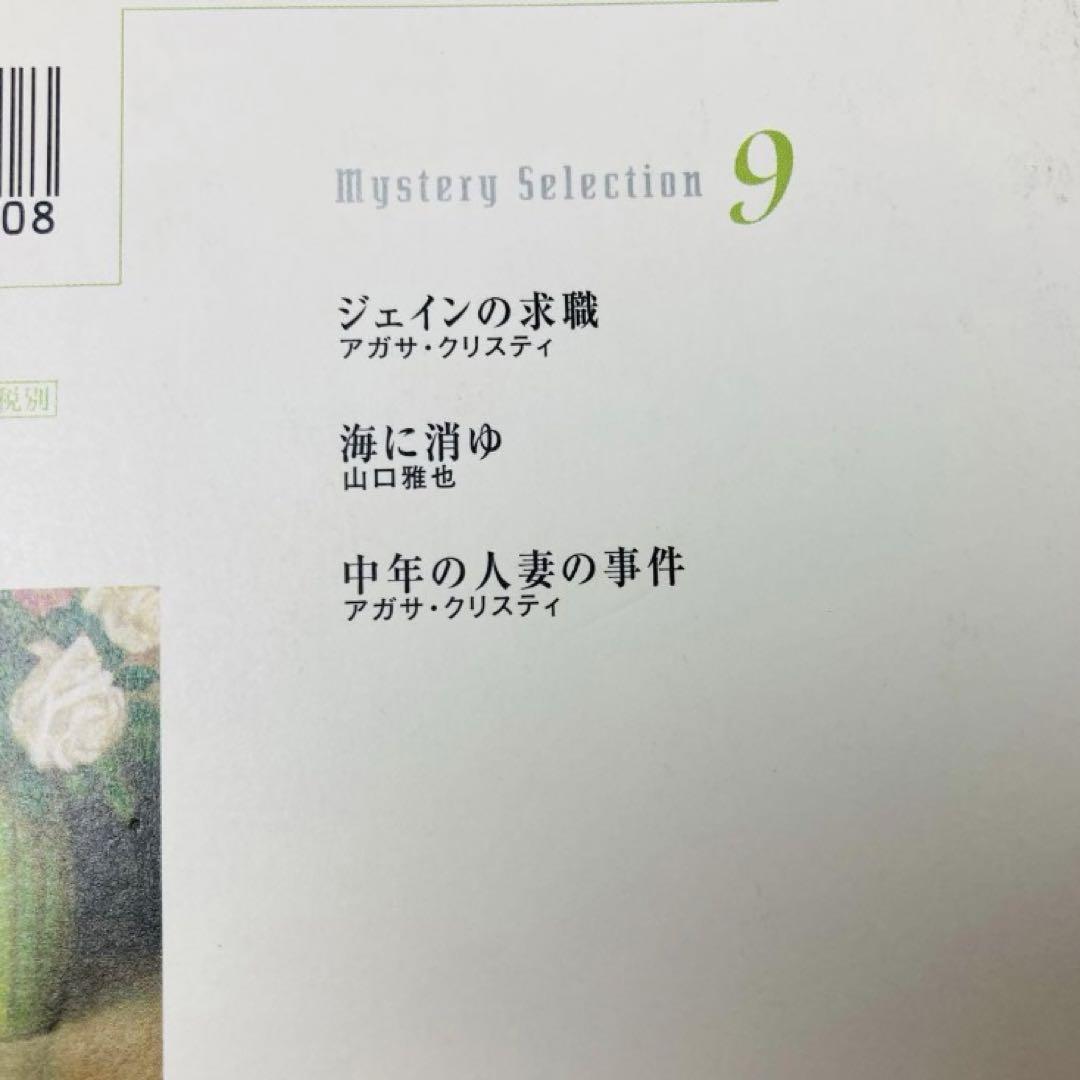 08
Mystery Selection 9
ジェインの求職
アガサ・クリスティ
税別
海に消ゆ
山口雅也
中年の人妻の事件
アガサ・クリスティ